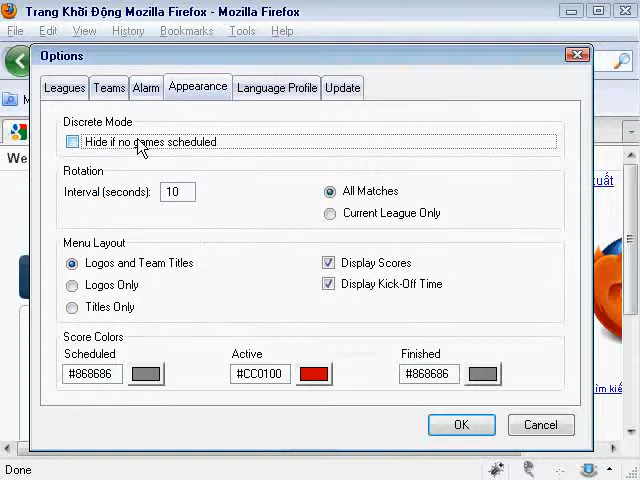 Trang Khởi Động Mozilla Firefox - Mozilla Firefox
File Edit View History Bookmarks Tools Help
Options
Leagues Teams Alarm Appearance Language Profile Update
Discrete Mode
Hide if no games scheduled
We
xuất
Rotation
Interval (seconds): 10
All Matches
Current League Only
Menu Layout
Logos and Team Titles
Display Scores
Logos Only
Display Kick-Off Time
Titles Only
Score Colors
Scheduled Active Finished
#868686 #CC0100 #868686
OK Cancel
Done